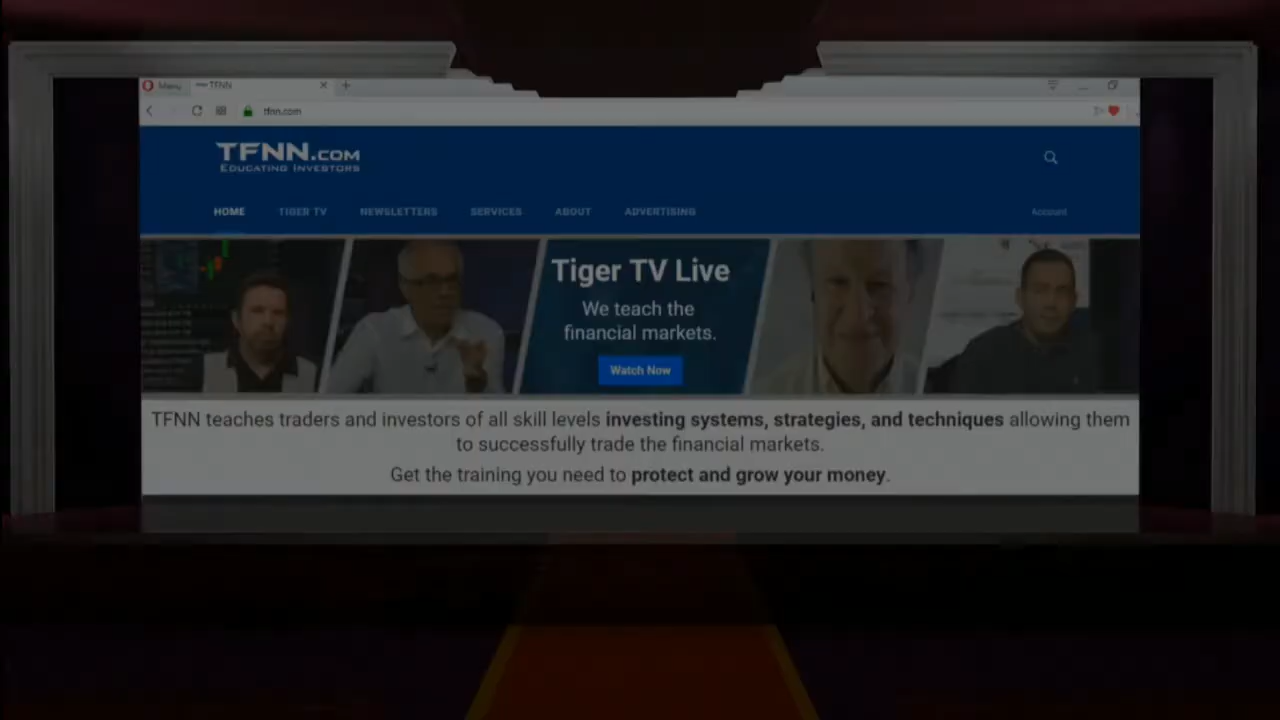 Menu TFNN
tfnn.com
TFNN.COM
EDUCATING INVESTORS
HOME TIGER TV NEWSLETTERS SERVICES ABOUT ADVERTISING Account
Tiger TV Live
We teach the
financial markets.
Watch Now
TFNN teaches traders and investors of all skill levels investing systems, strategies, and techniques allowing them
to successfully trade the financial markets.
Get the training you need to protect and grow your money.